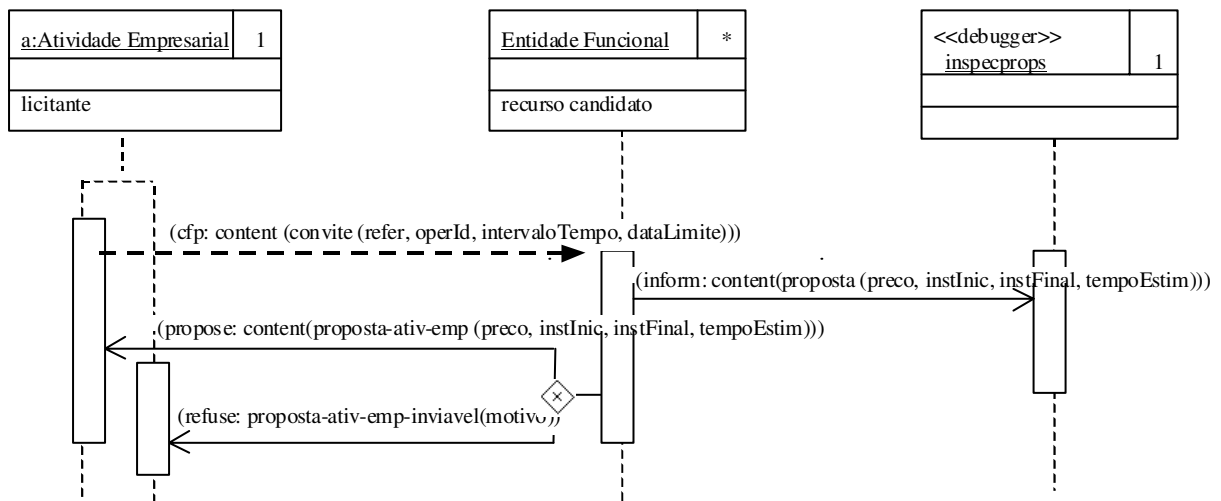 a:Atividade Empresarial 1
licitante
Entidade Funcional *
recurso candidato
<<debugger>>
inspecprops 1
(cfp: content (convite (refer, operId, intervaloTempo, dataLimite)))
(inform: content(proposta (preco, instInic, instFinal, tempoEstim)))
(propose: content(proposta-ativ-emp (preco, instInic, instFinal, tempoEstim)))
(refuse: proposta-ativ-emp-inviavel(motivo))